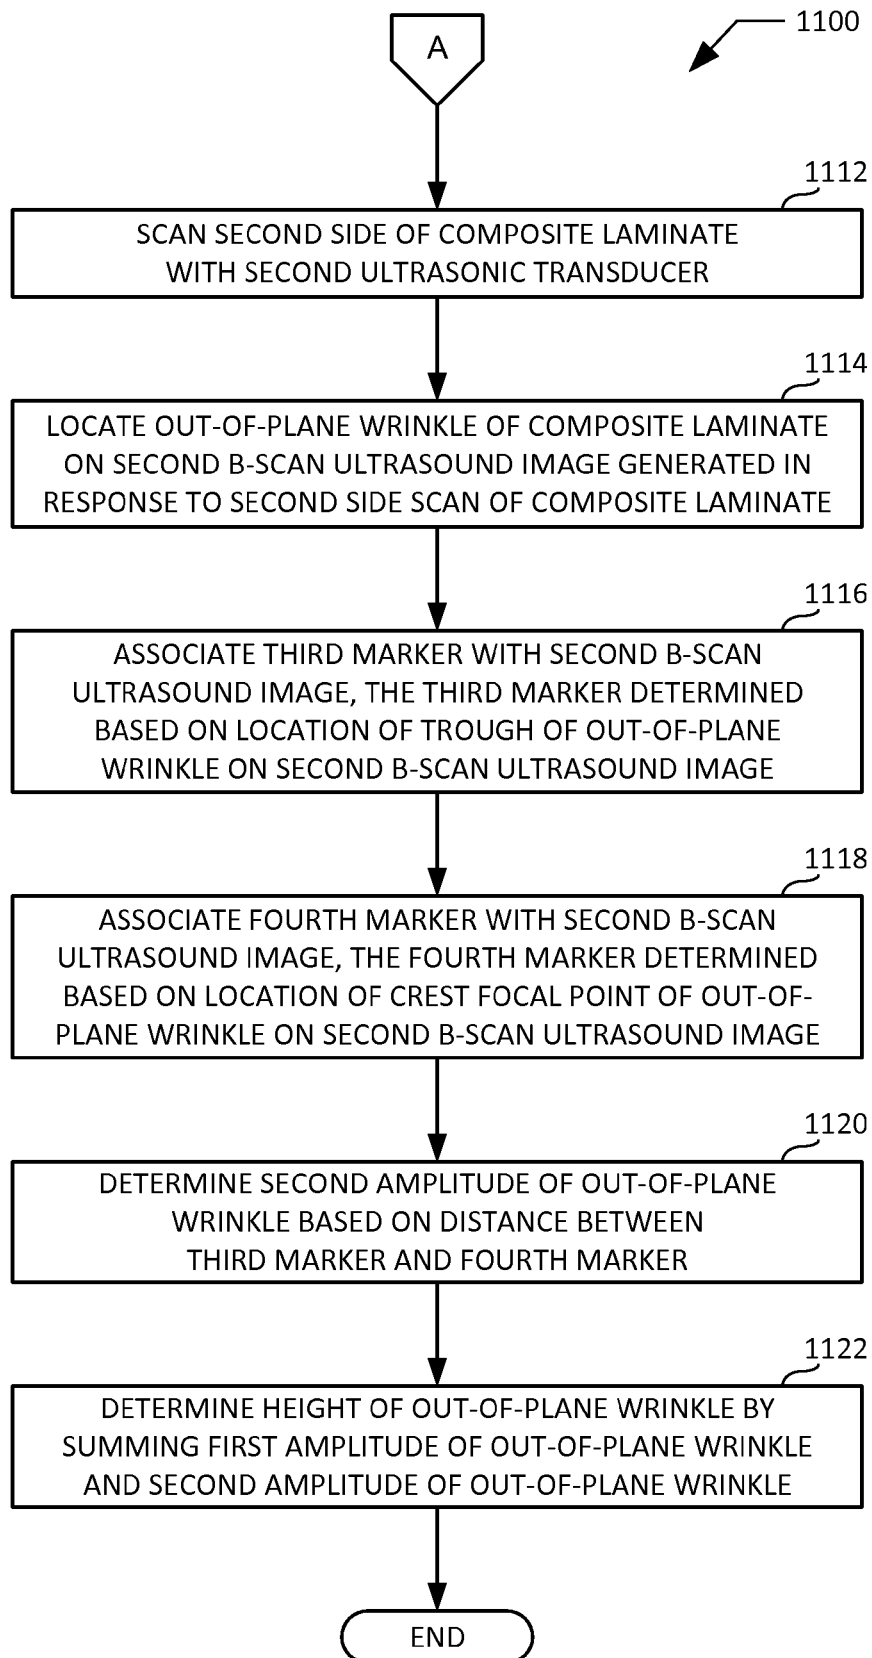 A
1100
1112
SCAN SECOND SIDE OF COMPOSITE LAMINATE
WITH SECOND ULTRASONIC TRANSDUCER
1114
LOCATE OUT-OF-PLANE WRINKLE OF COMPOSITE LAMINATE
ON SECOND B-SCAN ULTRASOUND IMAGE GENERATED IN
RESPONSE TO SECOND SIDE SCAN OF COMPOSITE LAMINATE
1116
ASSOCIATE THIRD MARKER WITH SECOND B-SCAN
ULTRASOUND IMAGE, THE THIRD MARKER DETERMINED
BASED ON LOCATION OF TROUGH OF OUT-OF-PLANE
WRINKLE ON SECOND B-SCAN ULTRASOUND IMAGE
1118
ASSOCIATE FOURTH MARKER WITH SECOND B-SCAN
ULTRASOUND IMAGE, THE FOURTH MARKER DETERMINED
BASED ON LOCATION OF CREST FOCAL POINT OF OUT-OF-
PLANE WRINKLE ON SECOND B-SCAN ULTRASOUND IMAGE
1120
DETERMINE SECOND AMPLITUDE OF OUT-OF-PLANE
WRINKLE BASED ON DISTANCE BETWEEN
THIRD MARKER AND FOURTH MARKER
1122
DETERMINE HEIGHT OF OUT-OF-PLANE WRINKLE BY
SUMMING FIRST AMPLITUDE OF OUT-OF-PLANE WRINKLE
AND SECOND AMPLITUDE OF OUT-OF-PLANE WRINKLE
END